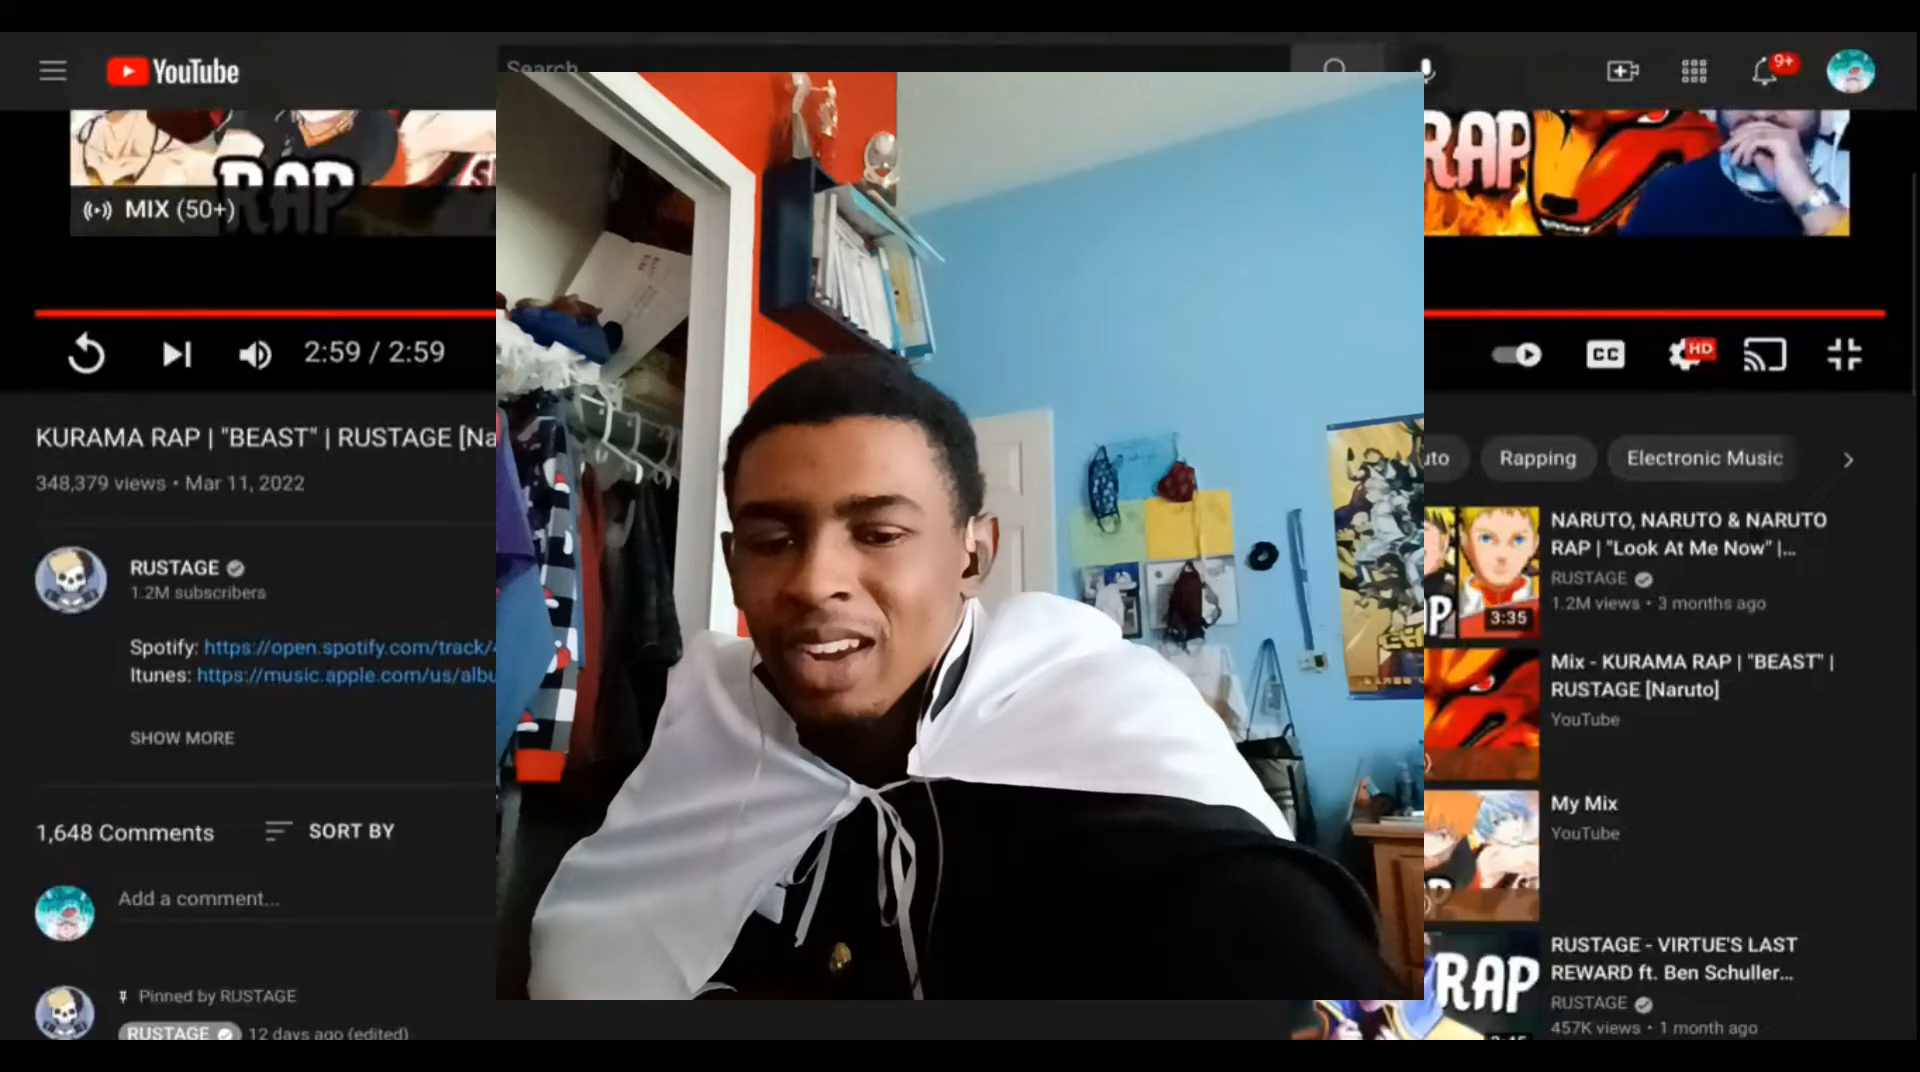 YouTube
Search
9+
RAP
MIX (50+)
RAP
2:59 / 2:59
CC
HD
KURAMA RAP | "BEAST" | RUSTAGE [Na
348,379 views • Mar 11, 2022
uto
Rapping
Electronic Music
RUSTAGE
1.2M subscribers
Spotify: https://open.spotify.com/track/4
Itunes: https://music.apple.com/us/albu
SHOW MORE
1,648 Comments
SORT BY
Add a comment...
Pinned by RUSTAGE
RUSTAGE
12 days ago (edited)
NARUTO, NARUTO & NARUTO
RAP | "Look At Me Now" |...
RUSTAGE
1.2M views • 3 months ago
3:35
Mix - KURAMA RAP | "BEAST" |
RUSTAGE [Naruto]
YouTube
My Mix
YouTube
RUSTAGE - VIRTUE'S LAST
REWARD ft. Ben Schuller...
RUSTAGE
457K views • 1 month ago
RAP